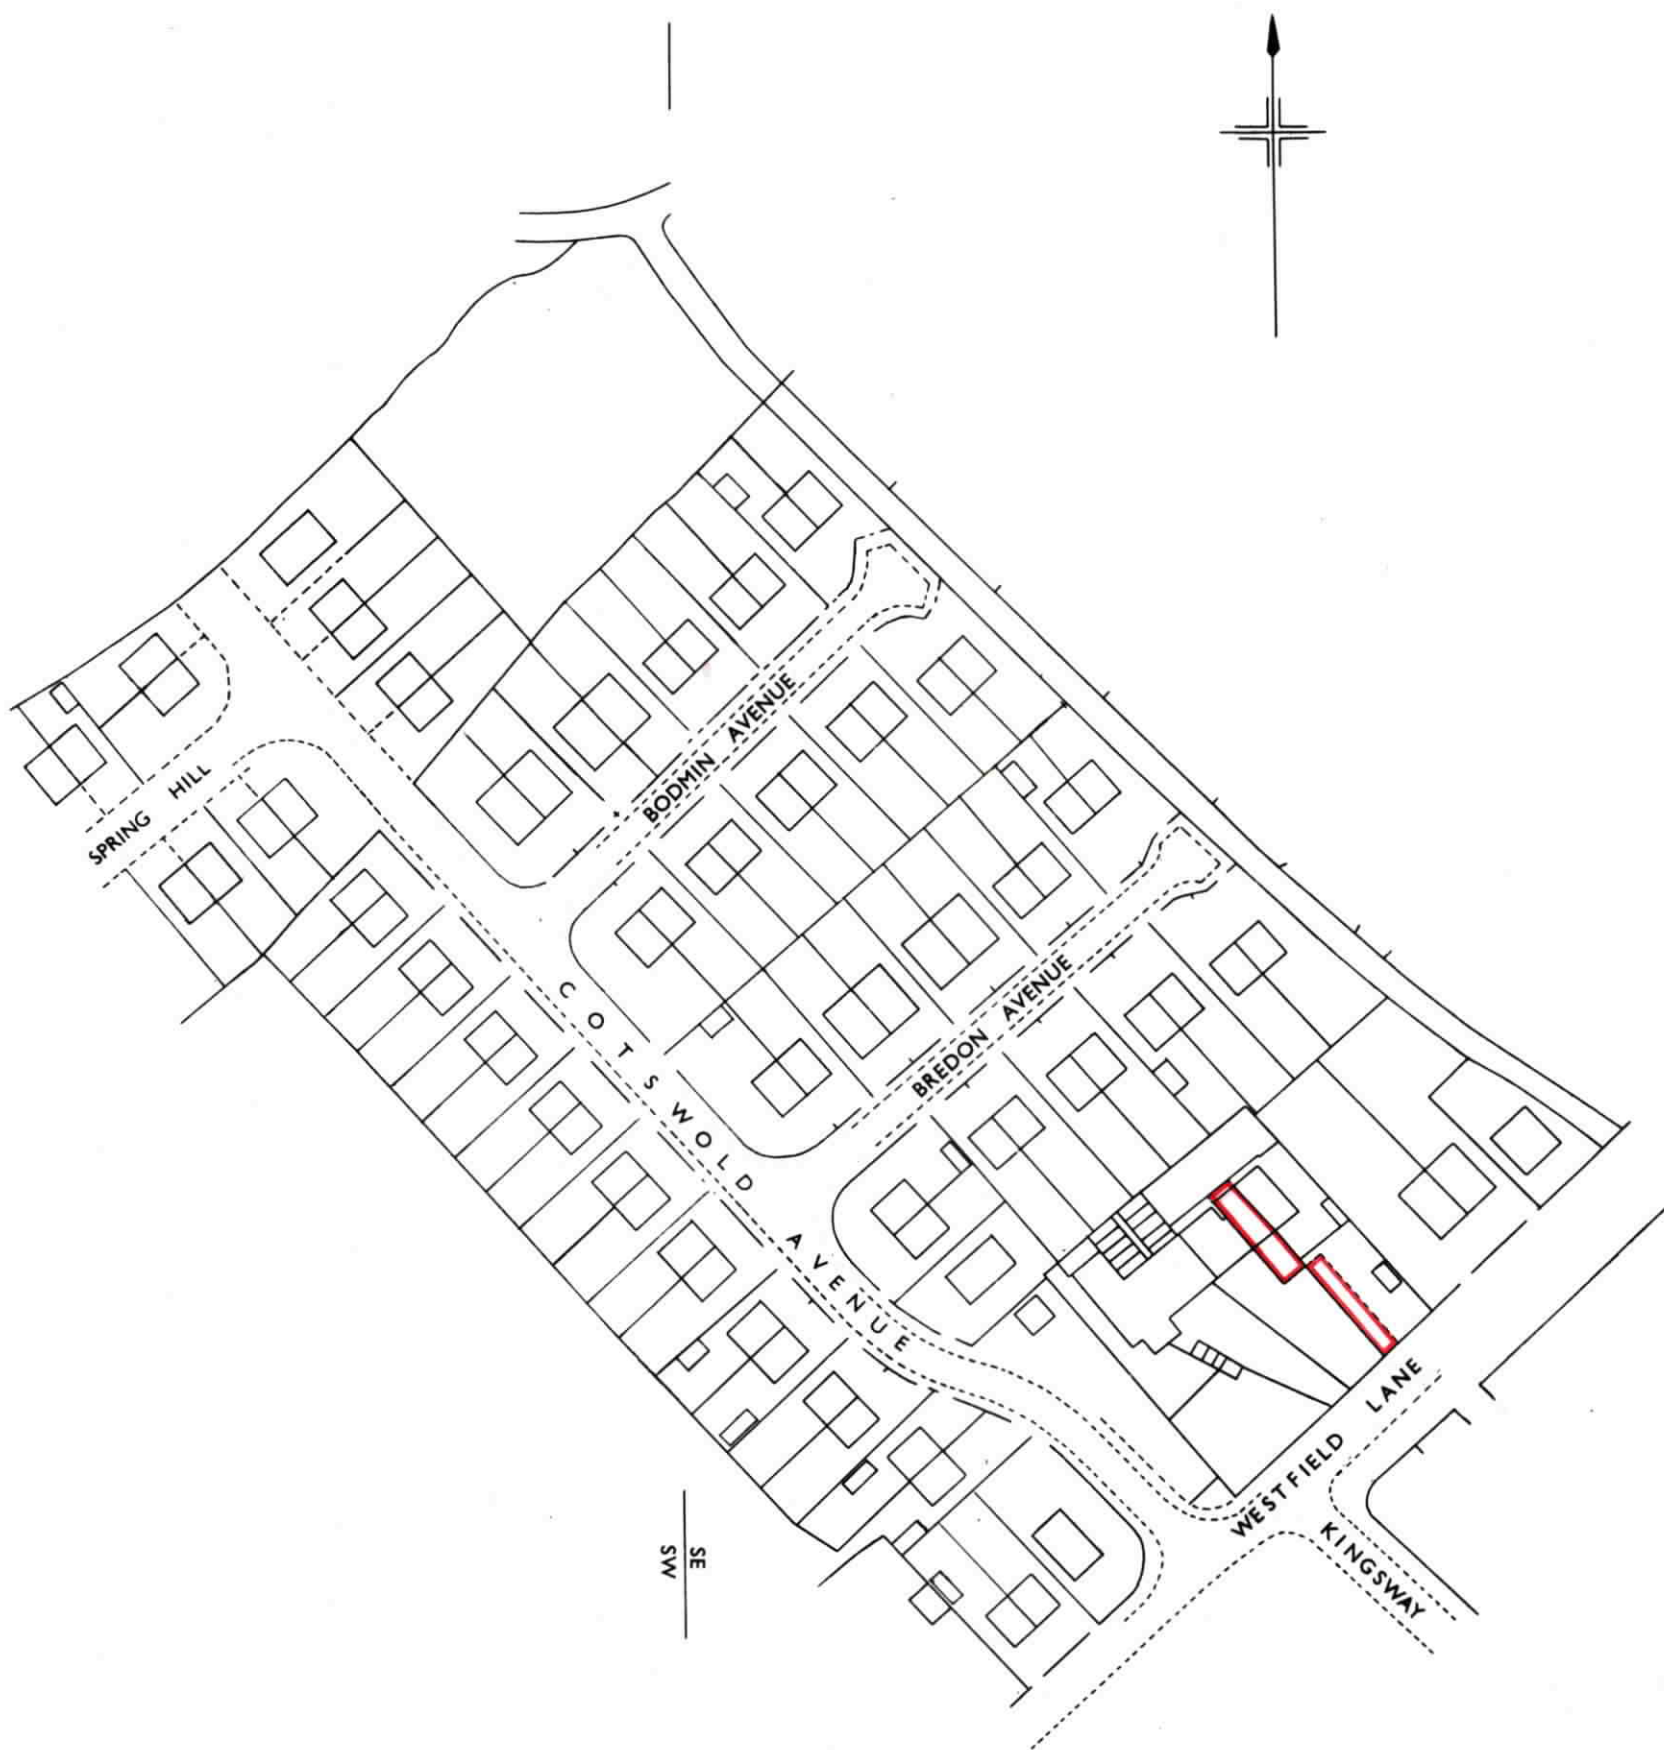 SPRING HILL
BODMIN AVENUE
COTSWOLD AVENUE
BREDON AVENUE
WESTFIELD LANE
KINGSWAY
SE
SW